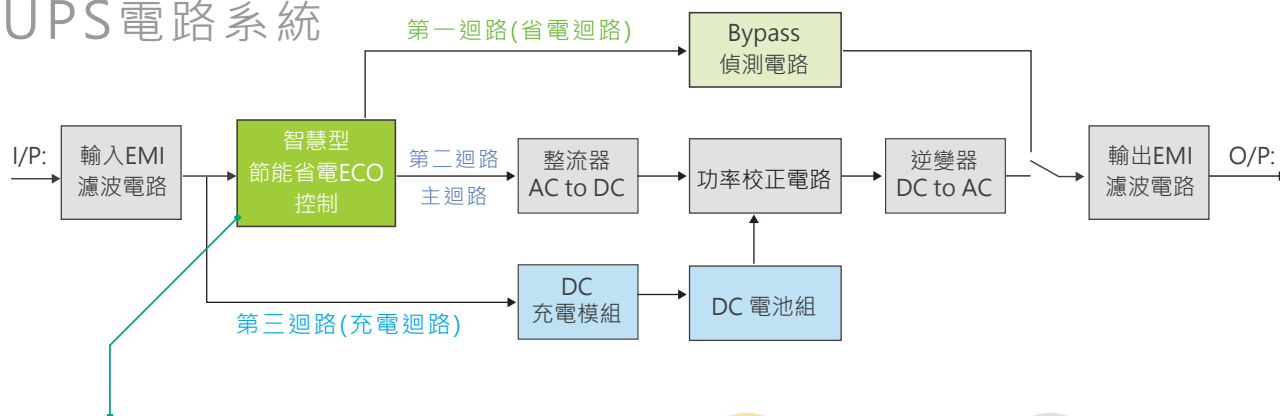 UPS電路系統
第一迴路(省電迴路)
Bypass
偵測電路
I/P:
輸入EMI
濾波電路
智慧型
節能省電ECO
控制
第二迴路
主迴路
整流器
AC to DC
功率校正電路
逆變器
DC to AC
輸出EMI
濾波電路
O/P:
第三迴路(充電迴路)
DC
充電模組
DC 電池組